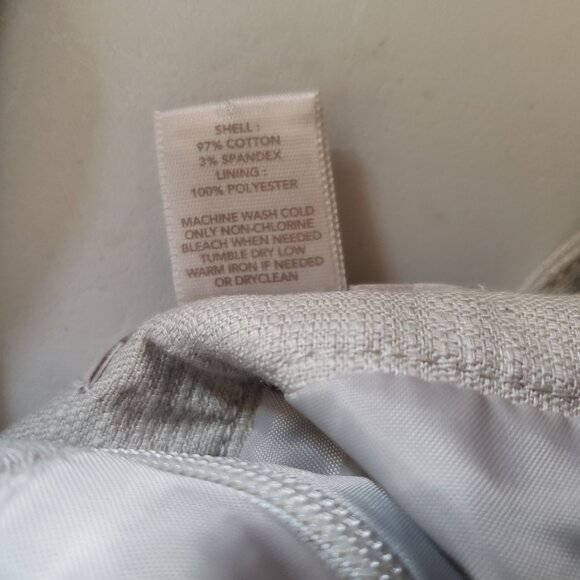 SHELL :
97% COTTON
3% SPANDEX
LINING :
100% POLYESTER
MACHINE WASH COLD
ONLY NON-CHLORINE
BLEACH WHEN NEEDED
TUMBLE DRY LOW
WARM IRON IF NEEDED
OR DRYCLEAN